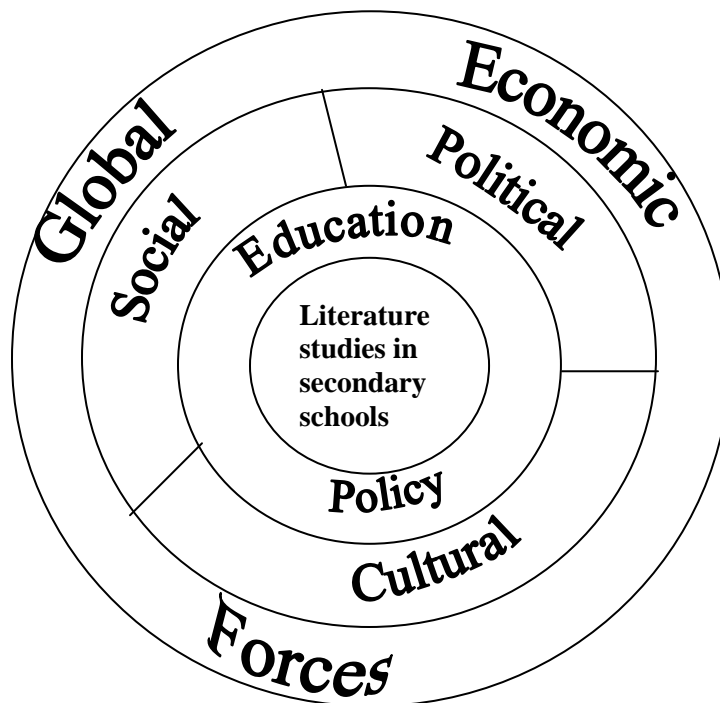 Global Economic Forces
Social
Political
Cultural
Education Policy
Literature
studies in
secondary
schools